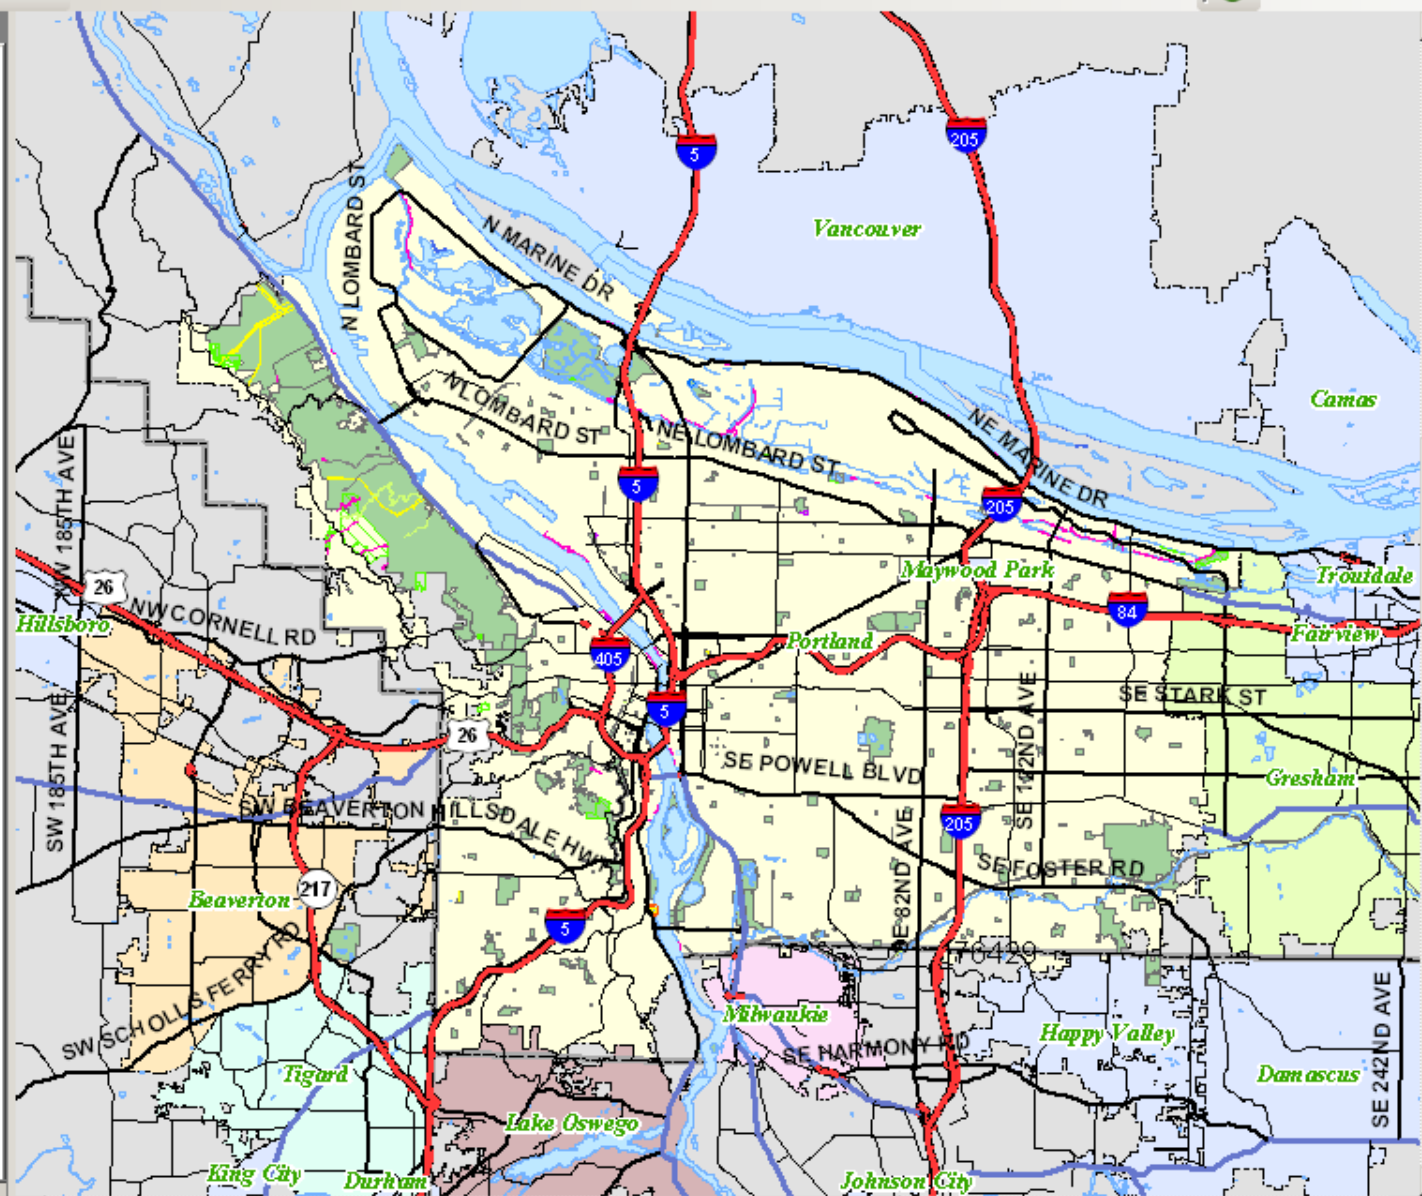 5
205
Vancouver
N LOMBARD ST
N MARINE DR
Camas
N LOMBARD ST
NE LOMBARD ST
NE MARINE DR
5
205
NW 185TH AVE
26
Maywood Park
Troutdale
Hillsboro
NW CORNELL RD
84
Fairview
405
Portland
SE STARK ST
5
26
SW 185TH AVE
SE POWELL BLVD
SE 122ND AVE
Gresham
SW BEAVERTON HILLSDALE HWY
205
SE 82ND AVE
SE FOSTER RD
217
Beaverton
5
SW SCHOLLS FERRY RD
Milwaukie
Happy Valley
SE HARMONY RD
Tigard
Damascus
SE 242ND AVE
Lake Oswego
King City
Durham
Johnson City